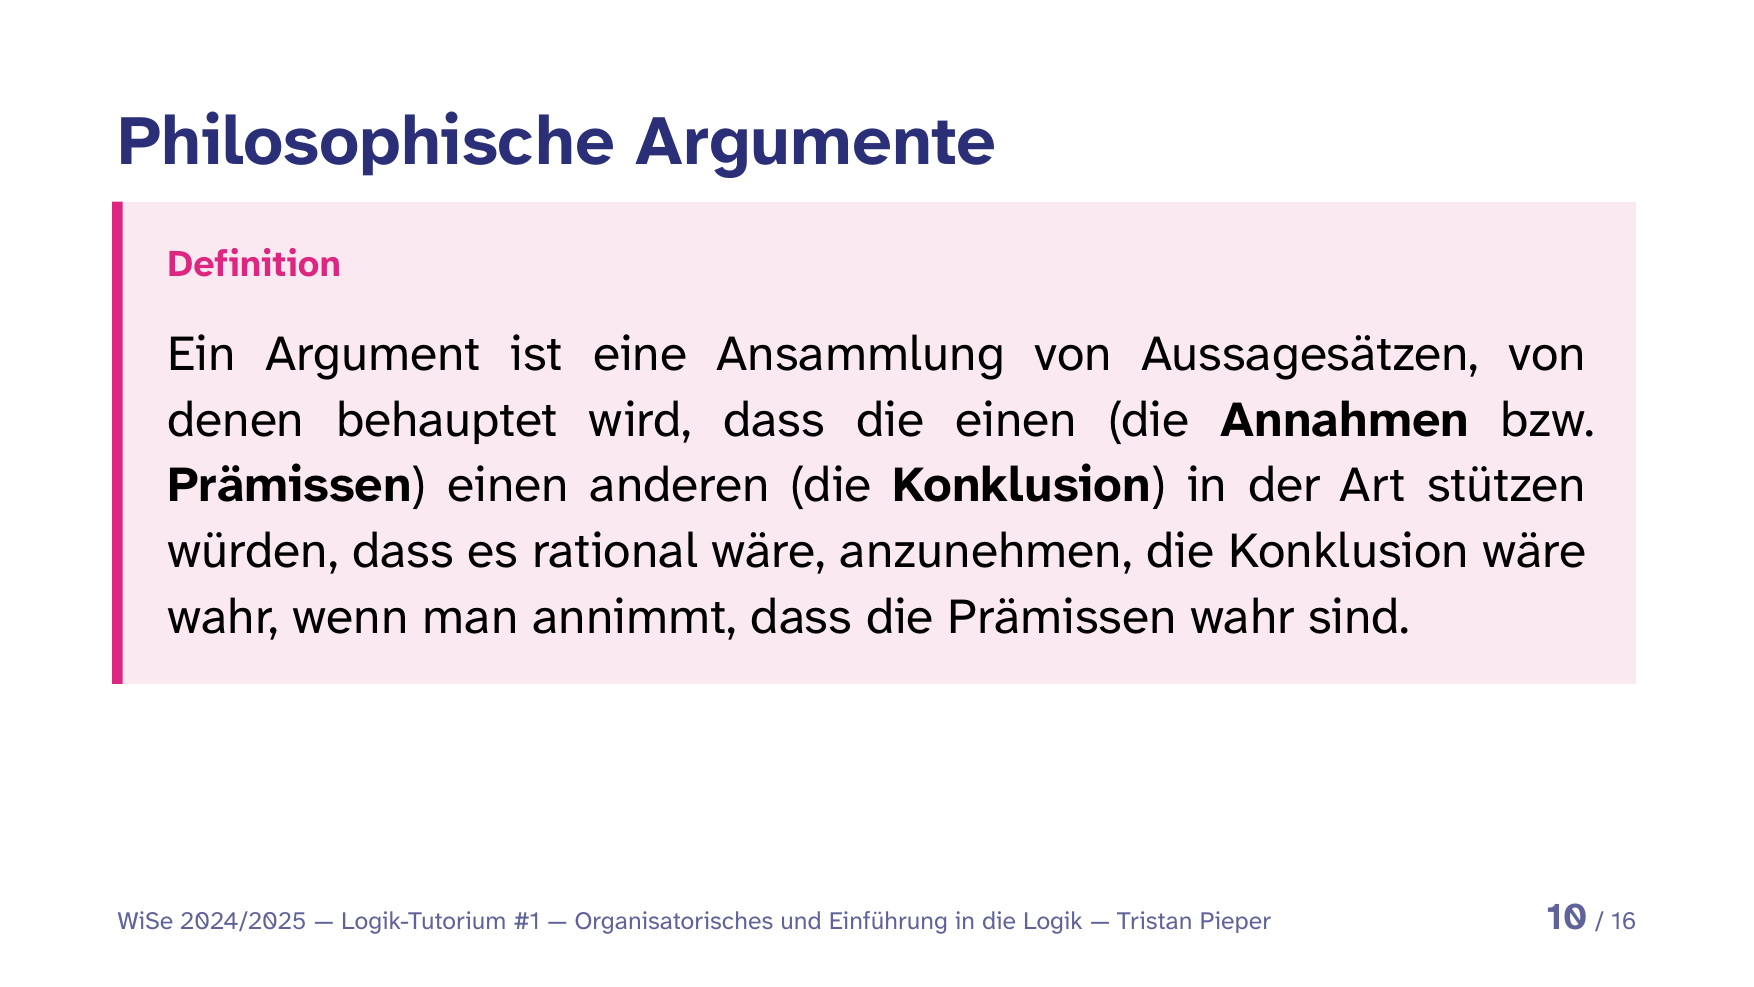 Philosophische Argumente
Definition
Ein Argument ist eine Ansammlung von Aussagesätzen, von
denen behauptet wird, dass die einen (die Annahmen bzw.
Prämissen) einen anderen (die Konklusion) in der Art stützen
würden, dass es rational wäre, anzunehmen, die Konklusion wäre
wahr, wenn man annimmt, dass die Prämissen wahr sind.
WiSe 2024/2025 — Logik-Tutorium #1 — Organisatorisches und Einführung in die Logik — Tristan Pieper
10 / 16